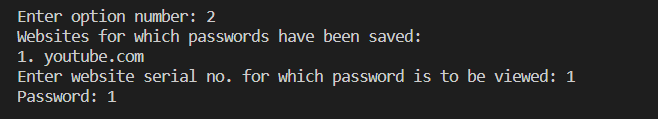 Enter option number: 2
Websites for which passwords have been saved:
1. youtube.com
Enter website serial no. for which password is to be viewed: 1
Password: 1